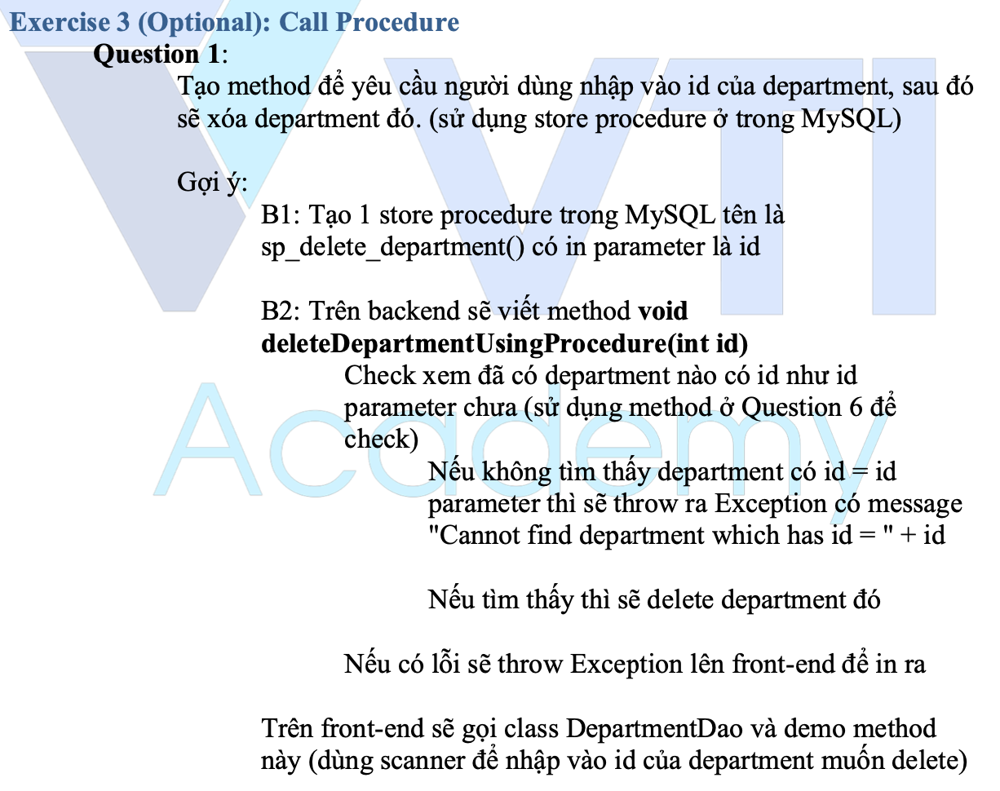 Exercise 3 (Optional): Call Procedure
Question 1:
Tạo method để yêu cầu người dùng nhập vào id của department, sau đó
sẽ xóa department đó. (sử dụng store procedure ở trong MySQL)
Gợi ý:
B1: Tạo 1 store procedure trong MySQL tên là
sp_delete_department() có in parameter là id
B2: Trên backend sẽ viết method void
deleteDepartmentUsingProcedure(int id)
Check xem đã có department nào có id như id
parameter chưa (sử dụng method ở Question 6 để
check)
Nếu không tìm thấy department có id = id
parameter thì sẽ throw ra Exception có message
"Cannot find department which has id = " + id
Nếu tìm thấy thì sẽ delete department đó
Nếu có lỗi sẽ throw Exception lên front-end để in ra
Trên front-end sẽ gọi class DepartmentDao và demo method
này (dùng scanner để nhập vào id của department muốn delete)
VTI
Academy